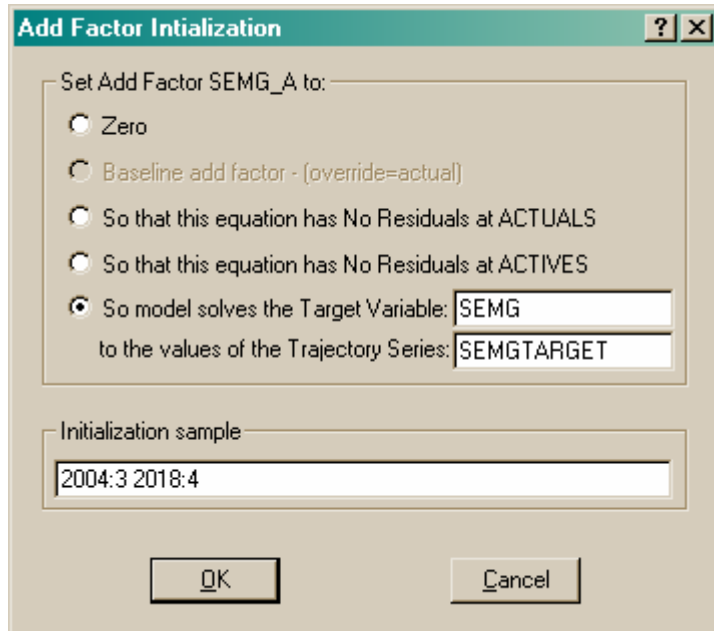 Add Factor Intialization
Set Add Factor SEMG_A to:
Zero
Baseline add factor - (override=actual)
So that this equation has No Residuals at ACTUALS
So that this equation has No Residuals at ACTIVES
So model solves the Target Variable: SEMG
to the values of the Trajectory Series: SEMGTARGET
Initialization sample
2004:3 2018:4
OK Cancel